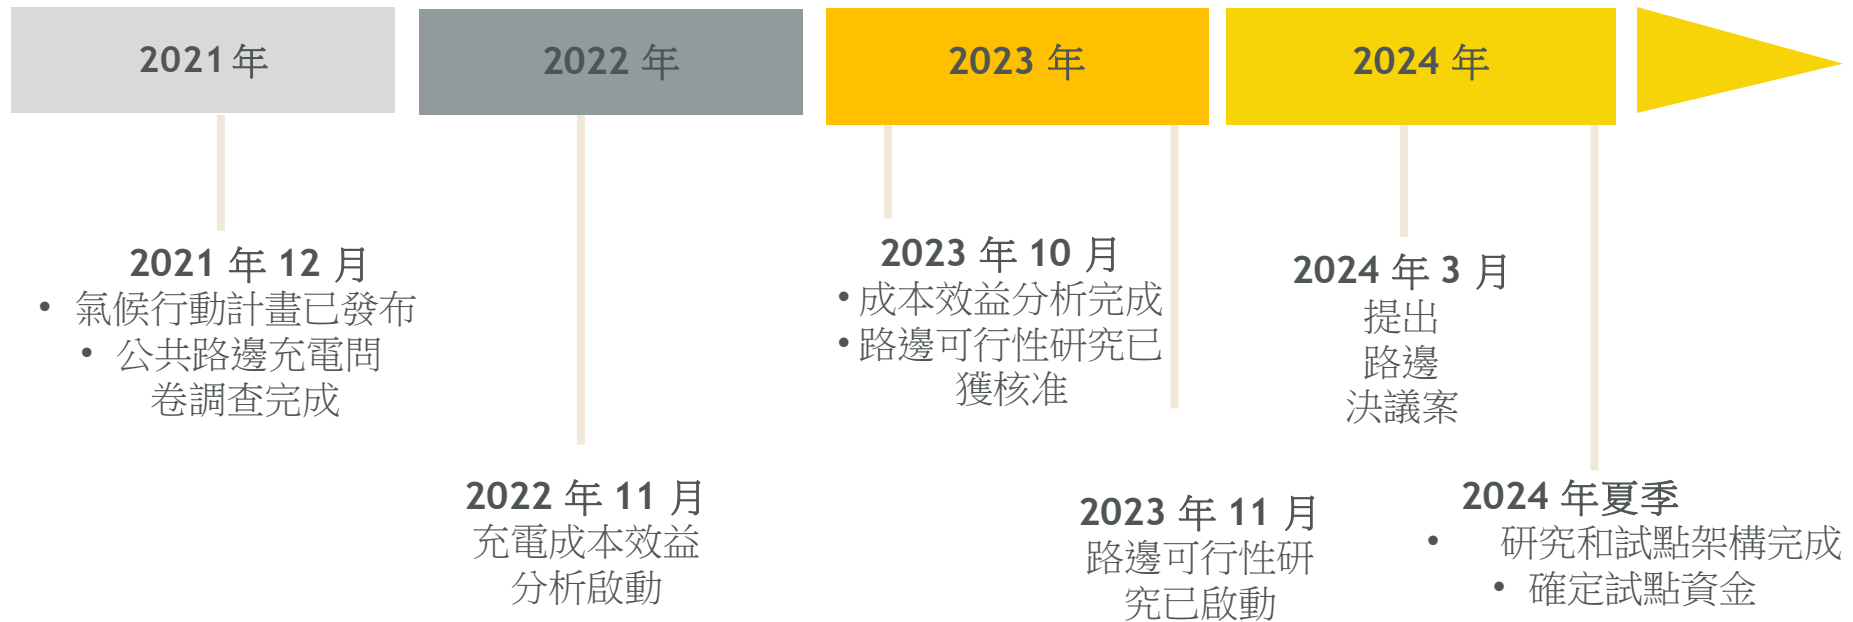 2021 年
2022 年
2023 年
2024 年
2021 年 12 月
• 氣候行動計畫已發布
• 公共路邊充電問
卷調查完成
2022 年 11 月
充電成本效益
分析啟動
2023 年 10 月
• 成本效益分析完成
• 路邊可行性研究已
獲核准
2023 年 11 月
路邊可行性研
究已啟動
2024 年 3 月
提出
路邊
決議案
2024 年夏季
• 研究和試點架構完成
• 確定試點資金